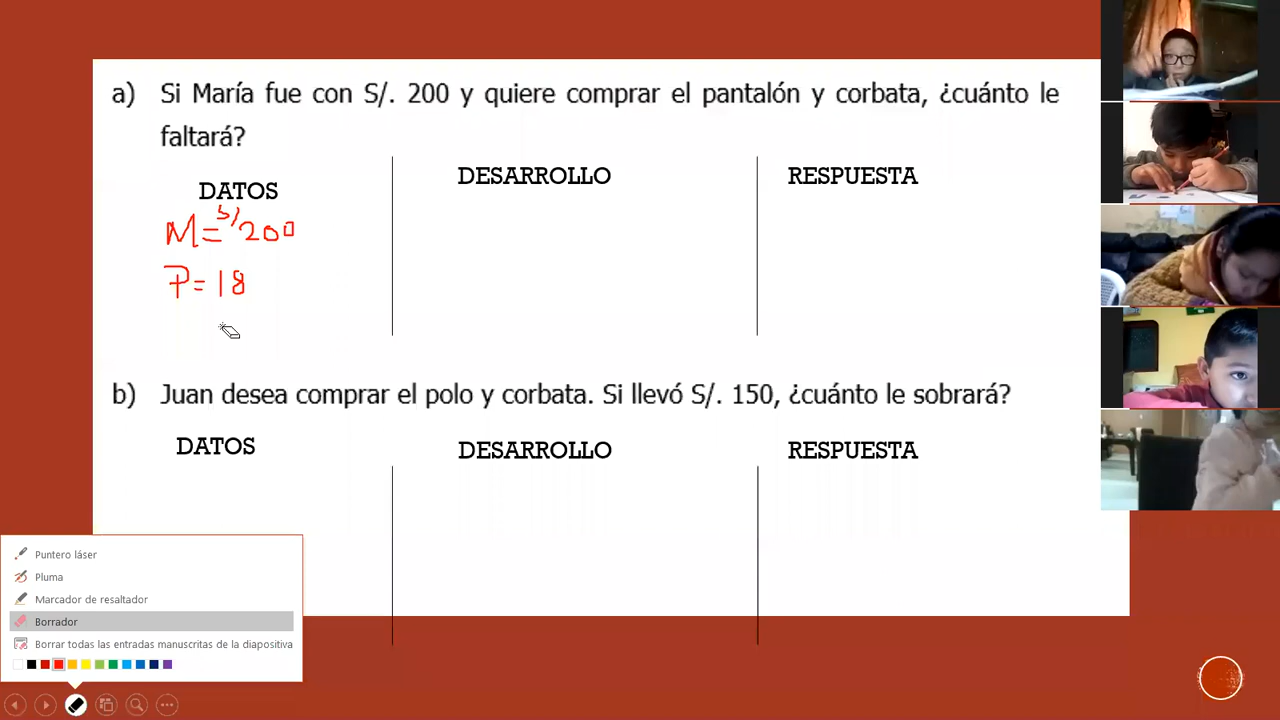 a) Si María fue con S/. 200 y quiere comprar el pantalón y corbata, ¿cuánto le
faltará?
DATOS
DESARROLLO
RESPUESTA
M=S/200
P=18
b) Juan desea comprar el polo y corbata. Si llevó S/. 150, ¿cuánto le sobrará?
DATOS
DESARROLLO
RESPUESTA
Puntero láser
Pluma
Marcador de resaltador
Borrador
Borrar todas las entradas manuscritas de la diapositiva